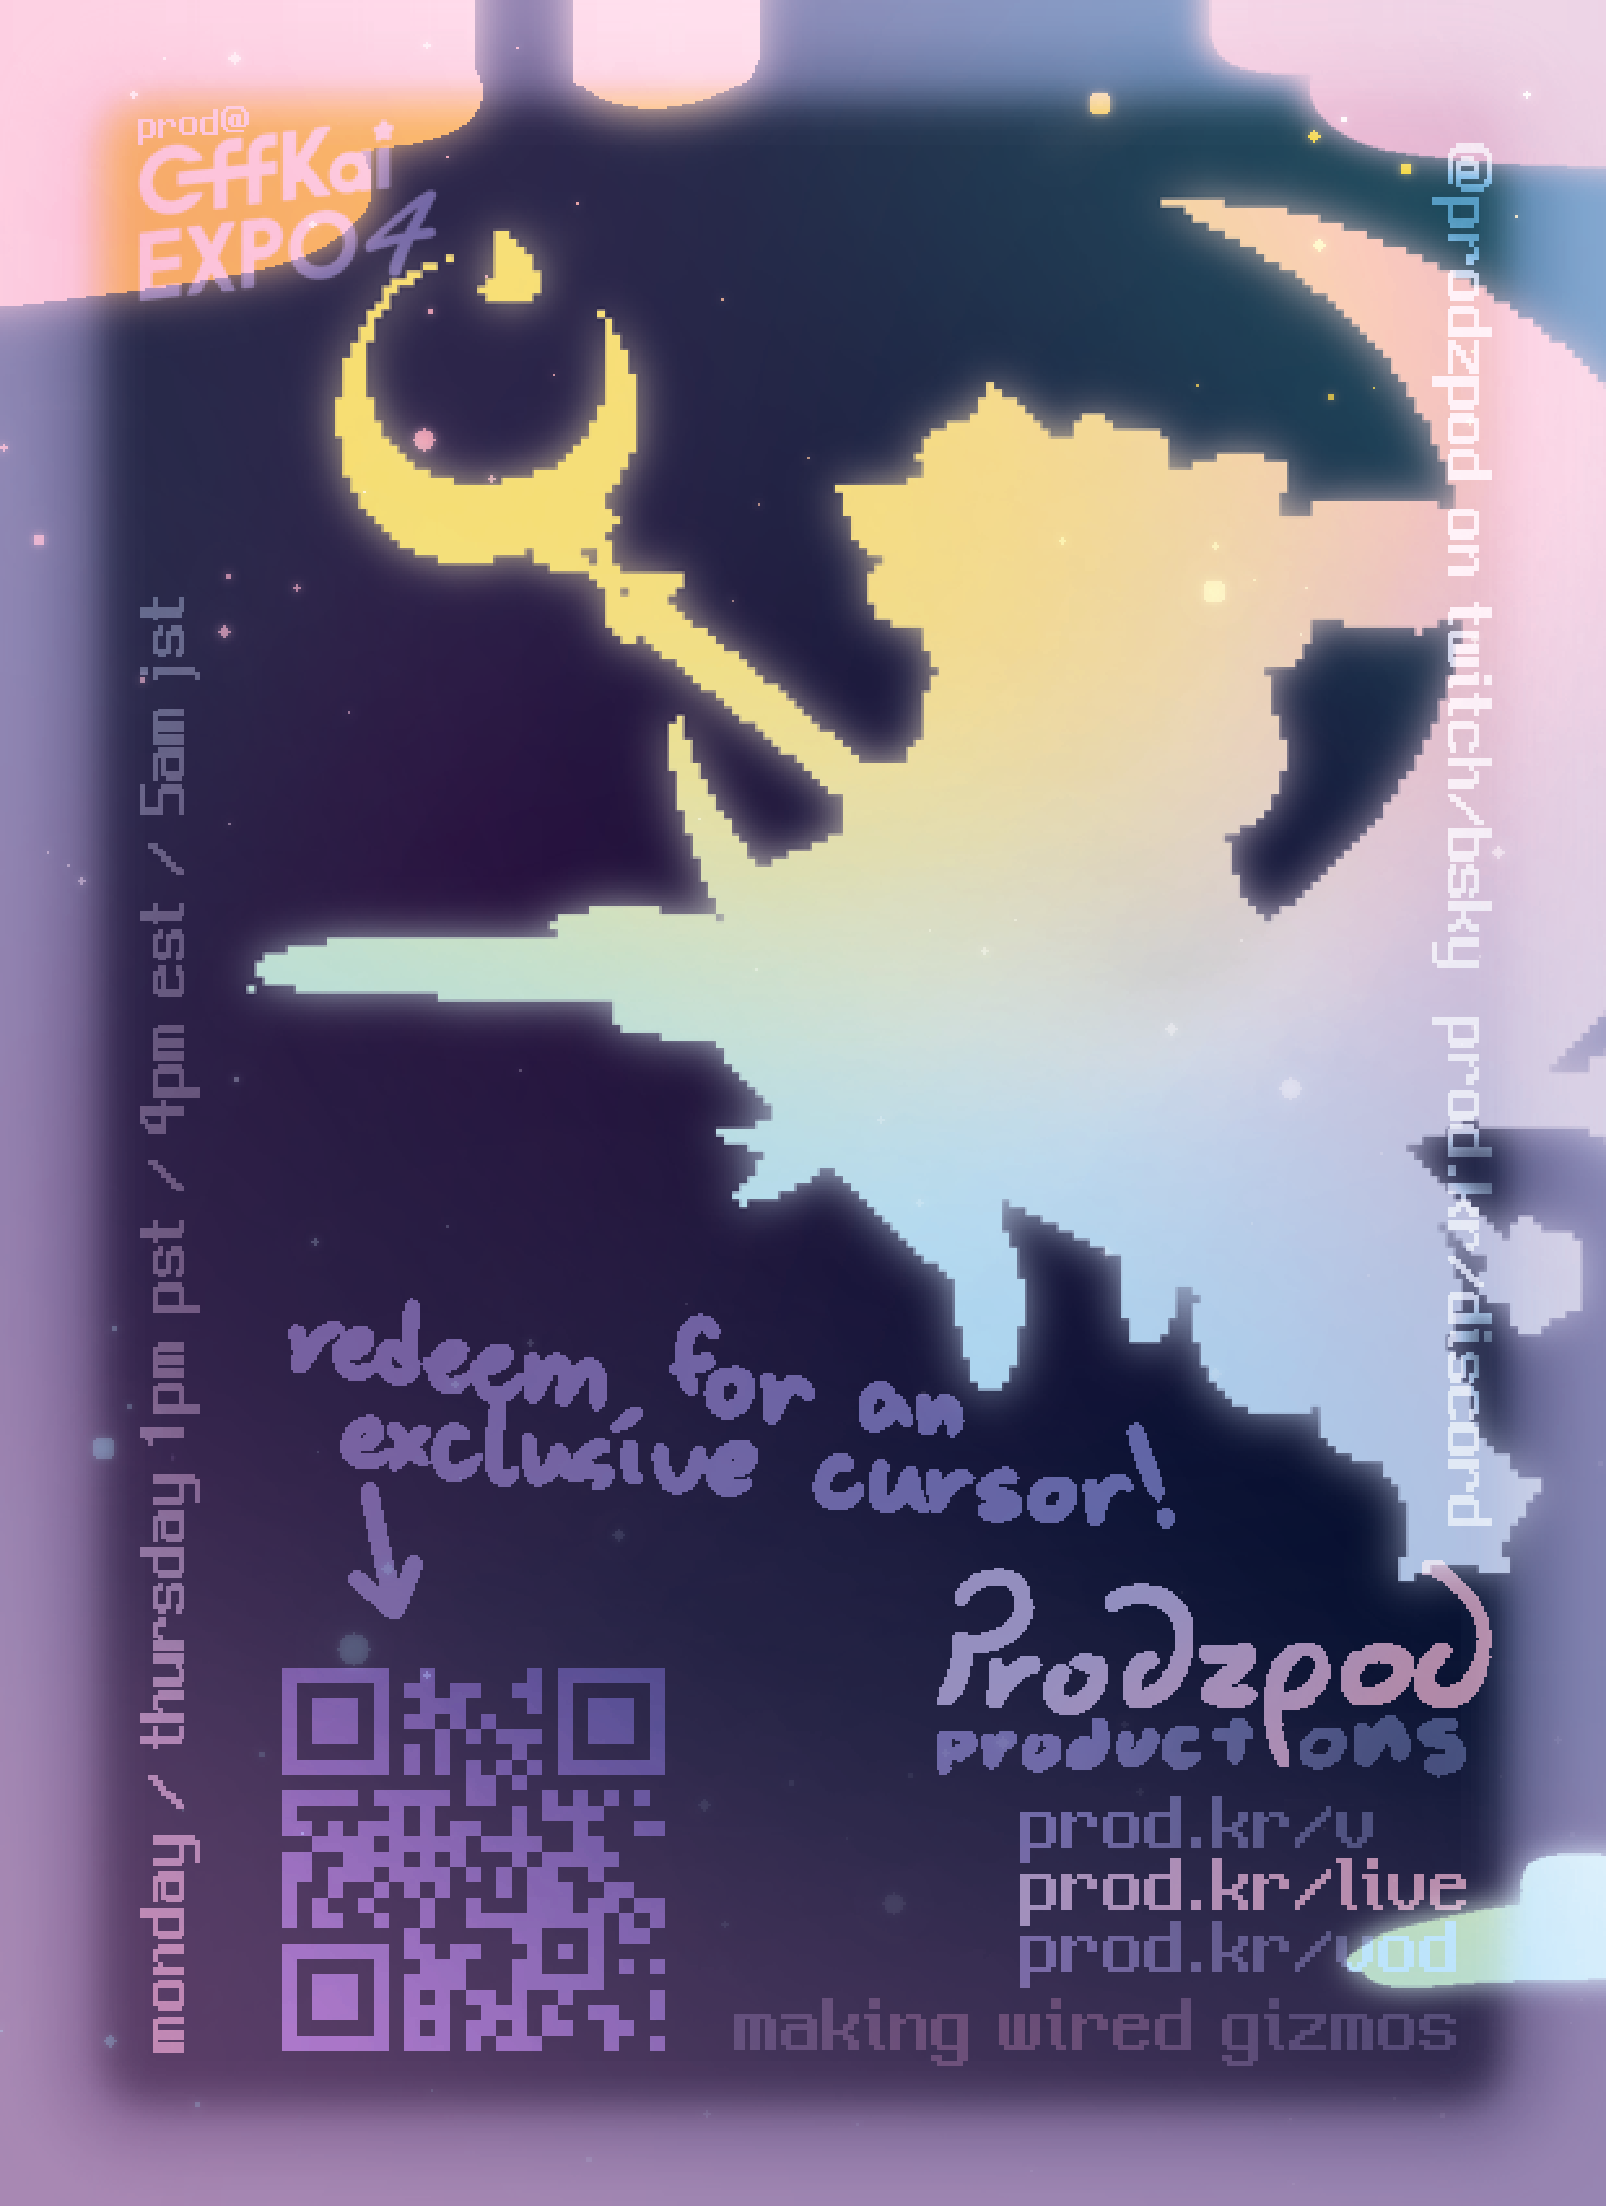 prod@
OffKai
EXPO4
@prodzpod on twitch/bsky prod.kr/discord
monday / thursday 1pm pst / 4pm est / 5am jst
redeem for an
exclusive cursor!
Prodzpod
productions
prod.kr/v
prod.kr/live
prod.kr/vod
making wired gizmos